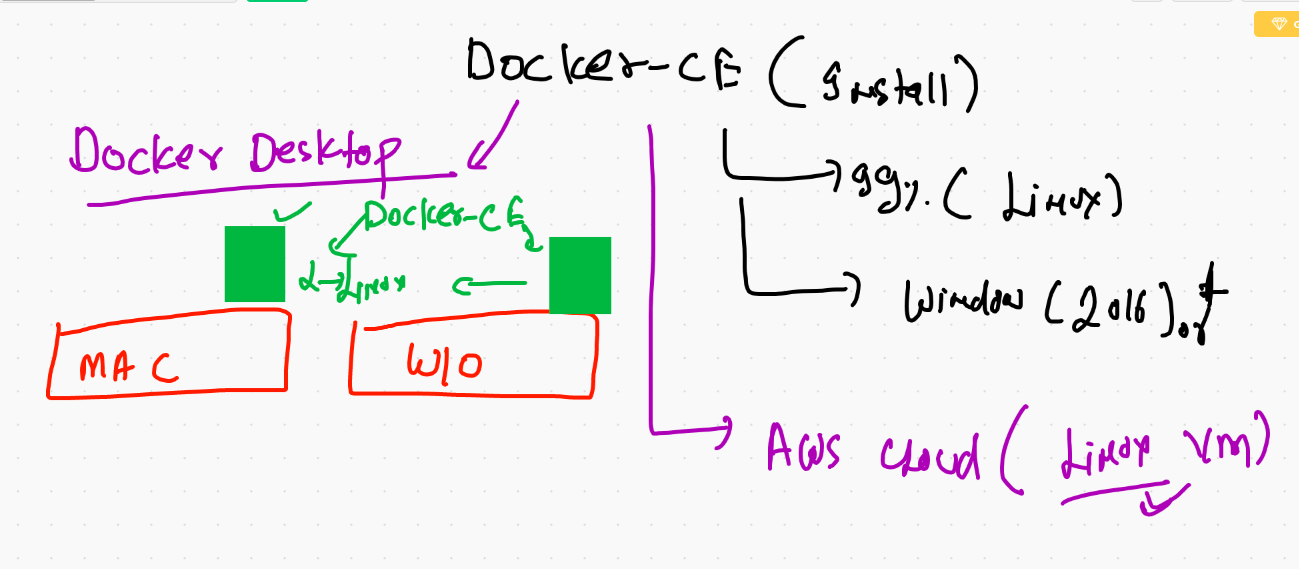 Docker-CE (Install)
Docker Desktop
99%. (Linux)
Docker-CE
Linux
Window (2016) or +
MAC
W10
AWS Cloud (Linux VM)